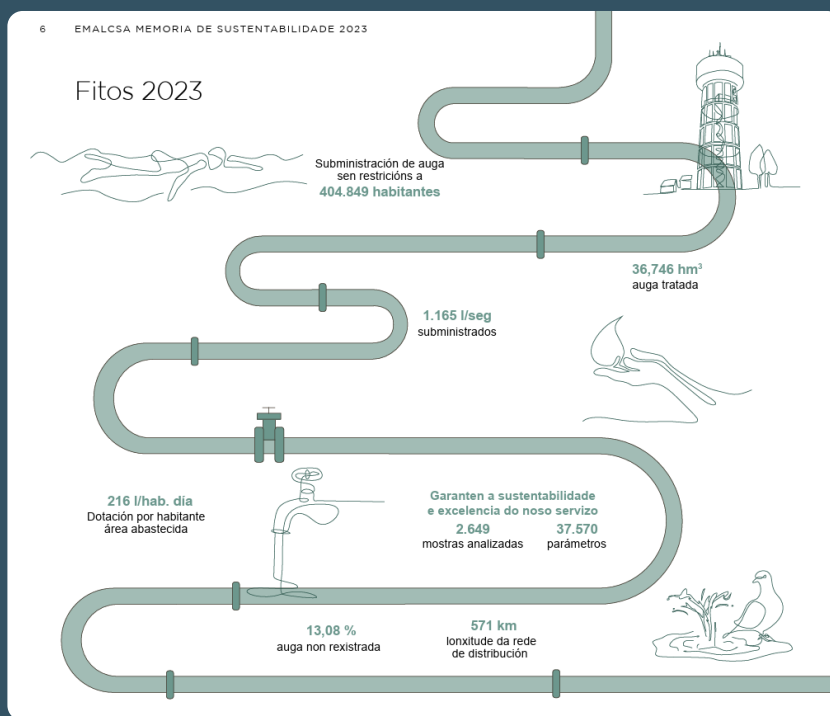 6 EMALCSA MEMORIA DE SUSTENTABILIDADE 2023
Fitos 2023
Subministración de auga
sen restricións a
404.849 habitantes
36,746 hm³
auga tratada
1.165 l/seg
subministrados
216 l/hab. día
Dotación por habitante
área abastecida
Garanten a sustentabilidade
e excelencia do noso servizo
2.649
mostras analizadas
37.570
parámetros
13,08 %
auga non rexistrada
571 km
lonxitude da rede
de distribución